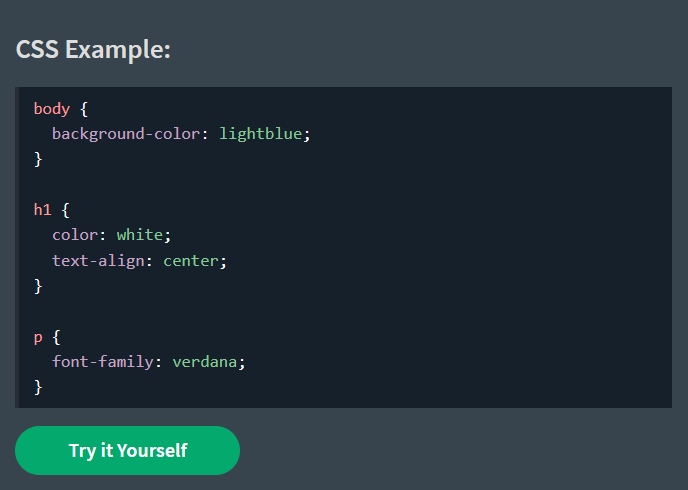 CSS Example:
body {
  background-color: lightblue;
}

h1 {
  color: white;
  text-align: center;
}

p {
  font-family: verdana;
}
Try it Yourself